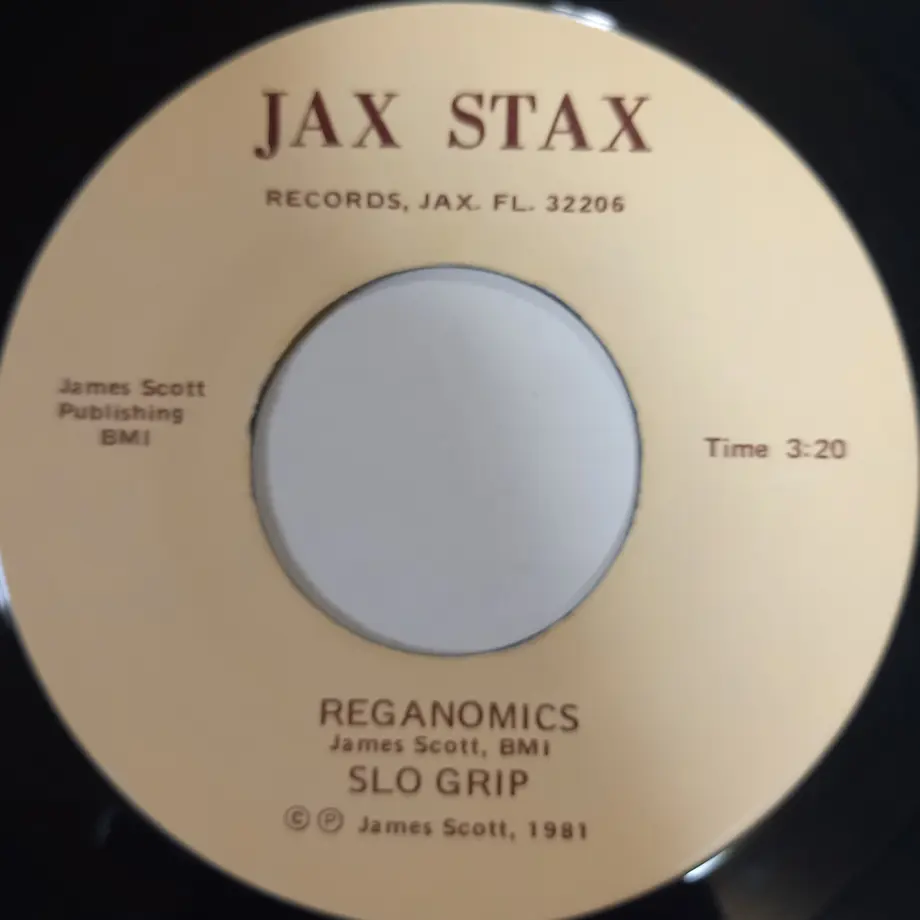 JAX STAX
RECORDS, JAX. FL. 32206
James Scott
Publishing
BMI
Time 3:20
REGANOMICS
James Scott, BMI
SLO GRIP
© ℗ James Scott, 1981